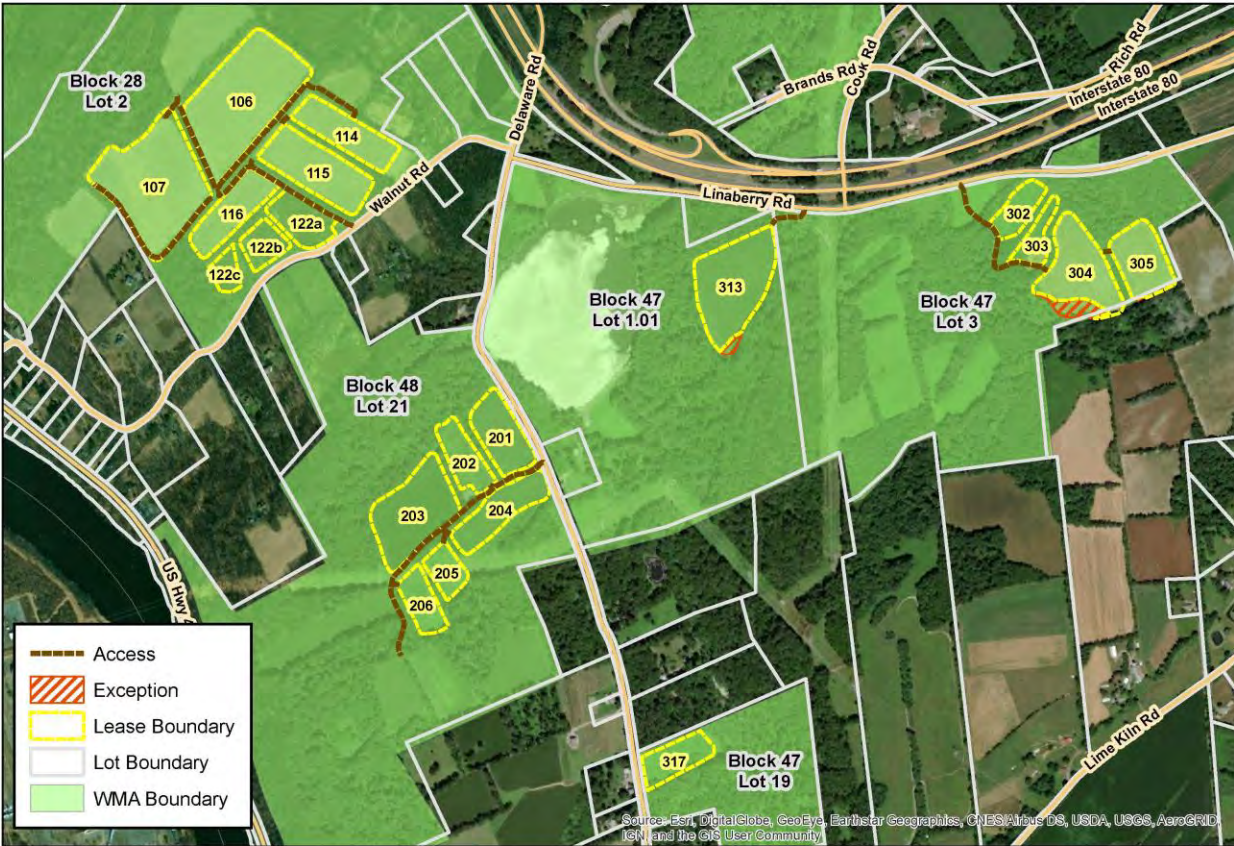 Block 28
Lot 2
106
107
114
115
116
122a
122b
122c
Walnut Rd
Delaware Rd
Brands Rd
Cook Rd
Rich Rd
Interstate 80
Interstate 80
Linaberry Rd
302
303
304
305
313
Block 47
Lot 1.01
Block 47
Lot 3
Block 48
Lot 21
201
202
203
204
205
206
US Hwy
317
Block 47
Lot 19
Lime Kiln Rd
Access
Exception
Lease Boundary
Lot Boundary
WMA Boundary
Source: Esri, DigitalGlobe, GeoEye, Earthstar Geographics, CNES/Airbus DS, USDA, USGS, AeroGRID,
IGN, and the GIS User Community